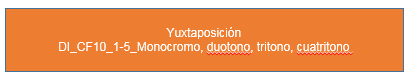 Yuxtaposición
DI_CF10_1-5_Monocromo, duotono, tritono, cuatritono